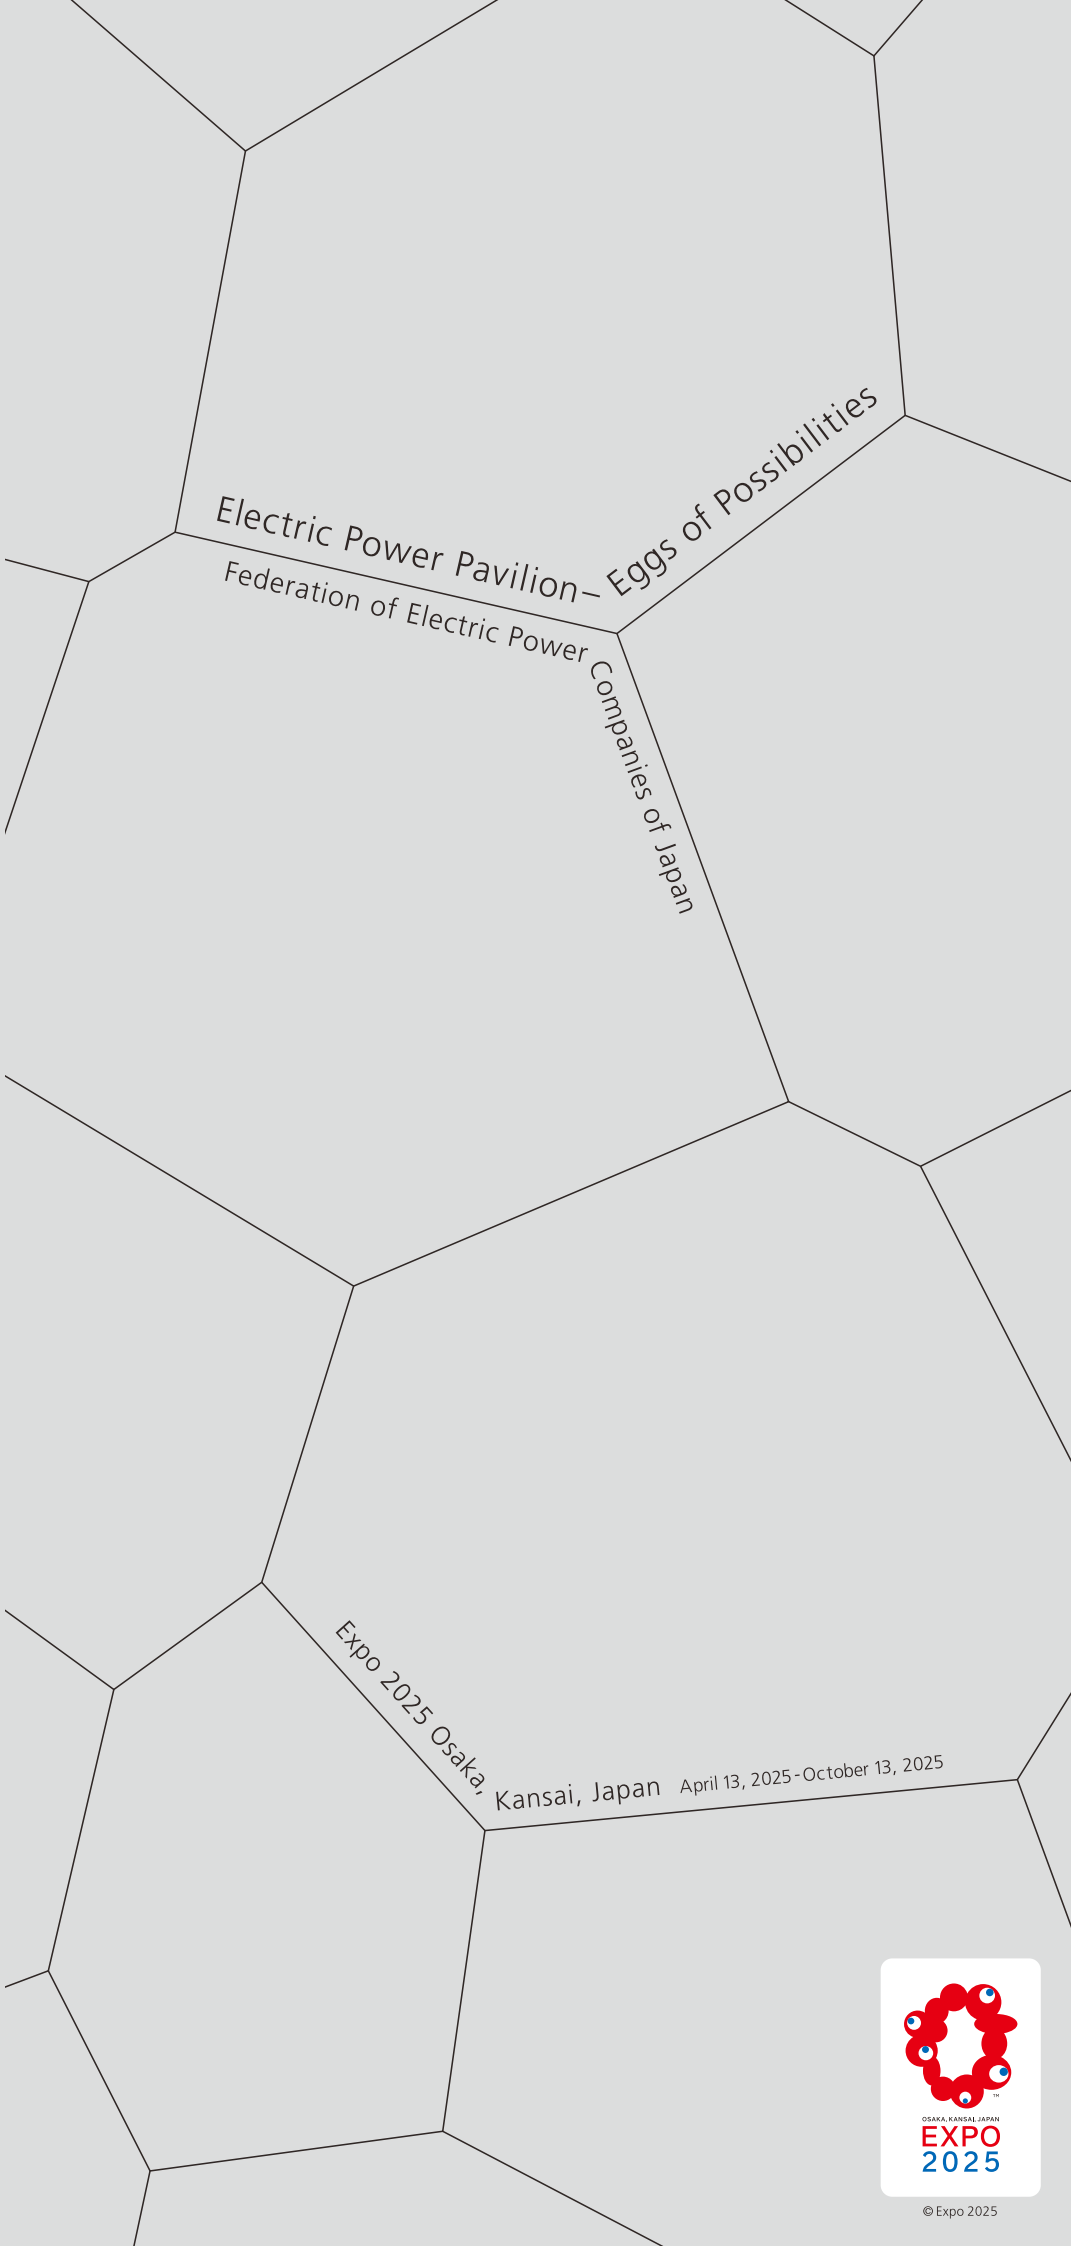 Electric Power Pavilion– Eggs of Possibilities
Federation of Electric Power Companies of Japan
Expo 2025 Osaka, Kansai, Japan April 13, 2025-October 13, 2025
™
OSAKA, KANSAI, JAPAN
EXPO
2025
© Expo 2025